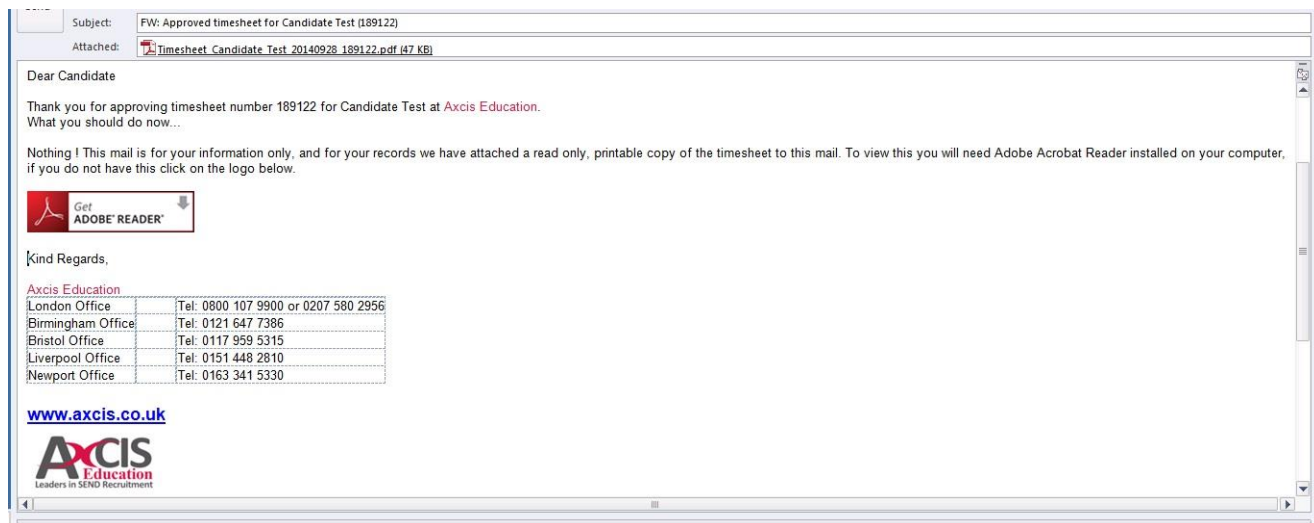 Subject: FW: Approved timesheet for Candidate Test (189122)
Attached: Timesheet_Candidate Test_20140928_189122.pdf (47 KB)
Dear Candidate
Thank you for approving timesheet number 189122 for Candidate Test at Axcis Education.
What you should do now...
Nothing ! This mail is for your information only, and for your records we have attached a read only, printable copy of the timesheet to this mail. To view this you will need Adobe Acrobat Reader installed on your computer,
if you do not have this click on the logo below.
Get
ADOBE® READER®
Kind Regards,
Axcis Education
London Office Tel: 0800 107 9900 or 0207 580 2956
Birmingham Office Tel: 0121 647 7386
Bristol Office Tel: 0117 959 5315
Liverpool Office Tel: 0151 448 2810
Newport Office Tel: 0163 341 5330
www.axcis.co.uk
AXCIS
Education
Leaders in SEND Recruitment